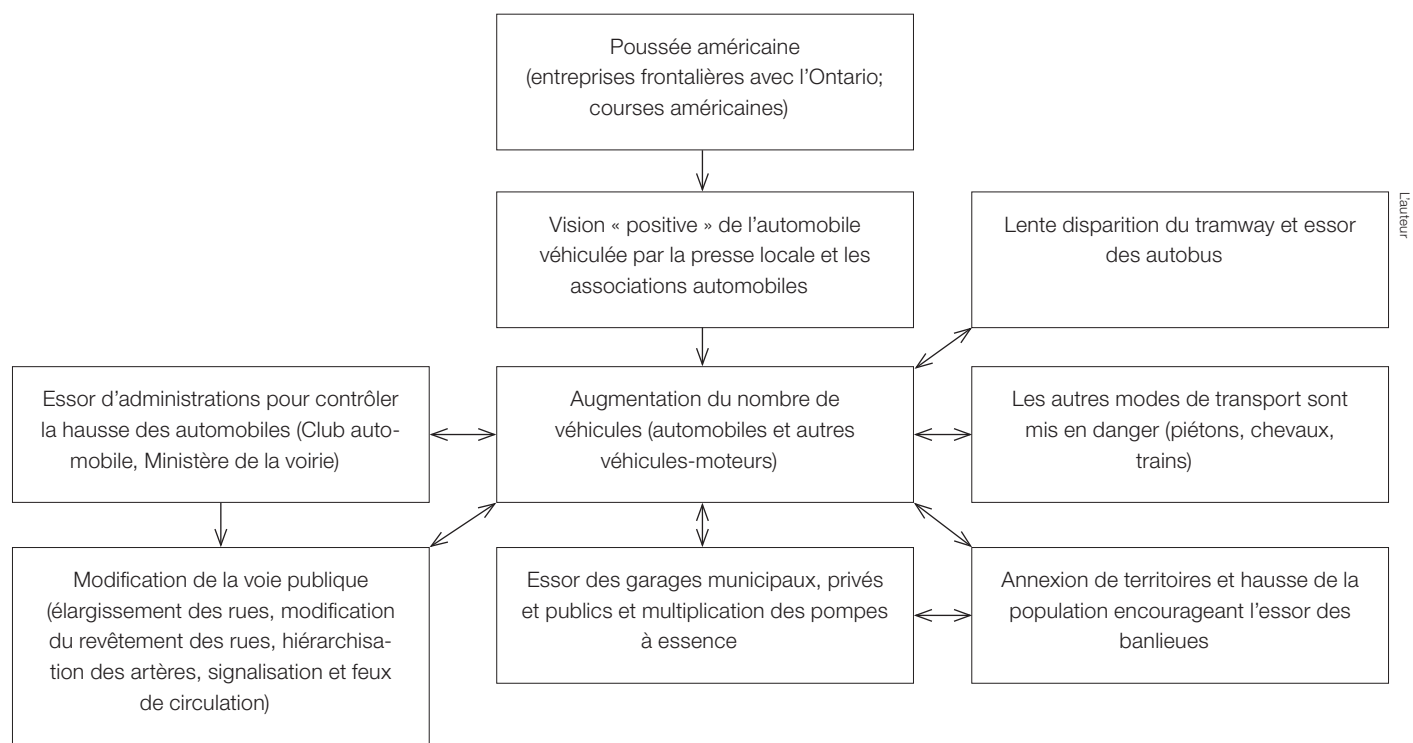 Poussée américaine
(entreprises frontalières avec l’Ontario;
courses américaines)
Vision « positive » de l’automobile
véhiculée par la presse locale et les
associations automobiles
Lente disparition du tramway et essor
des autobus
L’auteur
Essor d’administrations pour contrôler
la hausse des automobiles (Club auto-
mobile, Ministère de la voirie)
Augmentation du nombre de
véhicules (automobiles et autres
véhicules-moteurs)
Les autres modes de transport sont
mis en danger (piétons, chevaux,
trains)
Modification de la voie publique
(élargissement des rues, modification
du revêtement des rues, hiérarchisa-
tion des artères, signalisation et feux
de circulation)
Essor des garages municipaux, privés
et publics et multiplication des pompes
à essence
Annexion de territoires et hausse de la
population encourageant l’essor des
banlieues